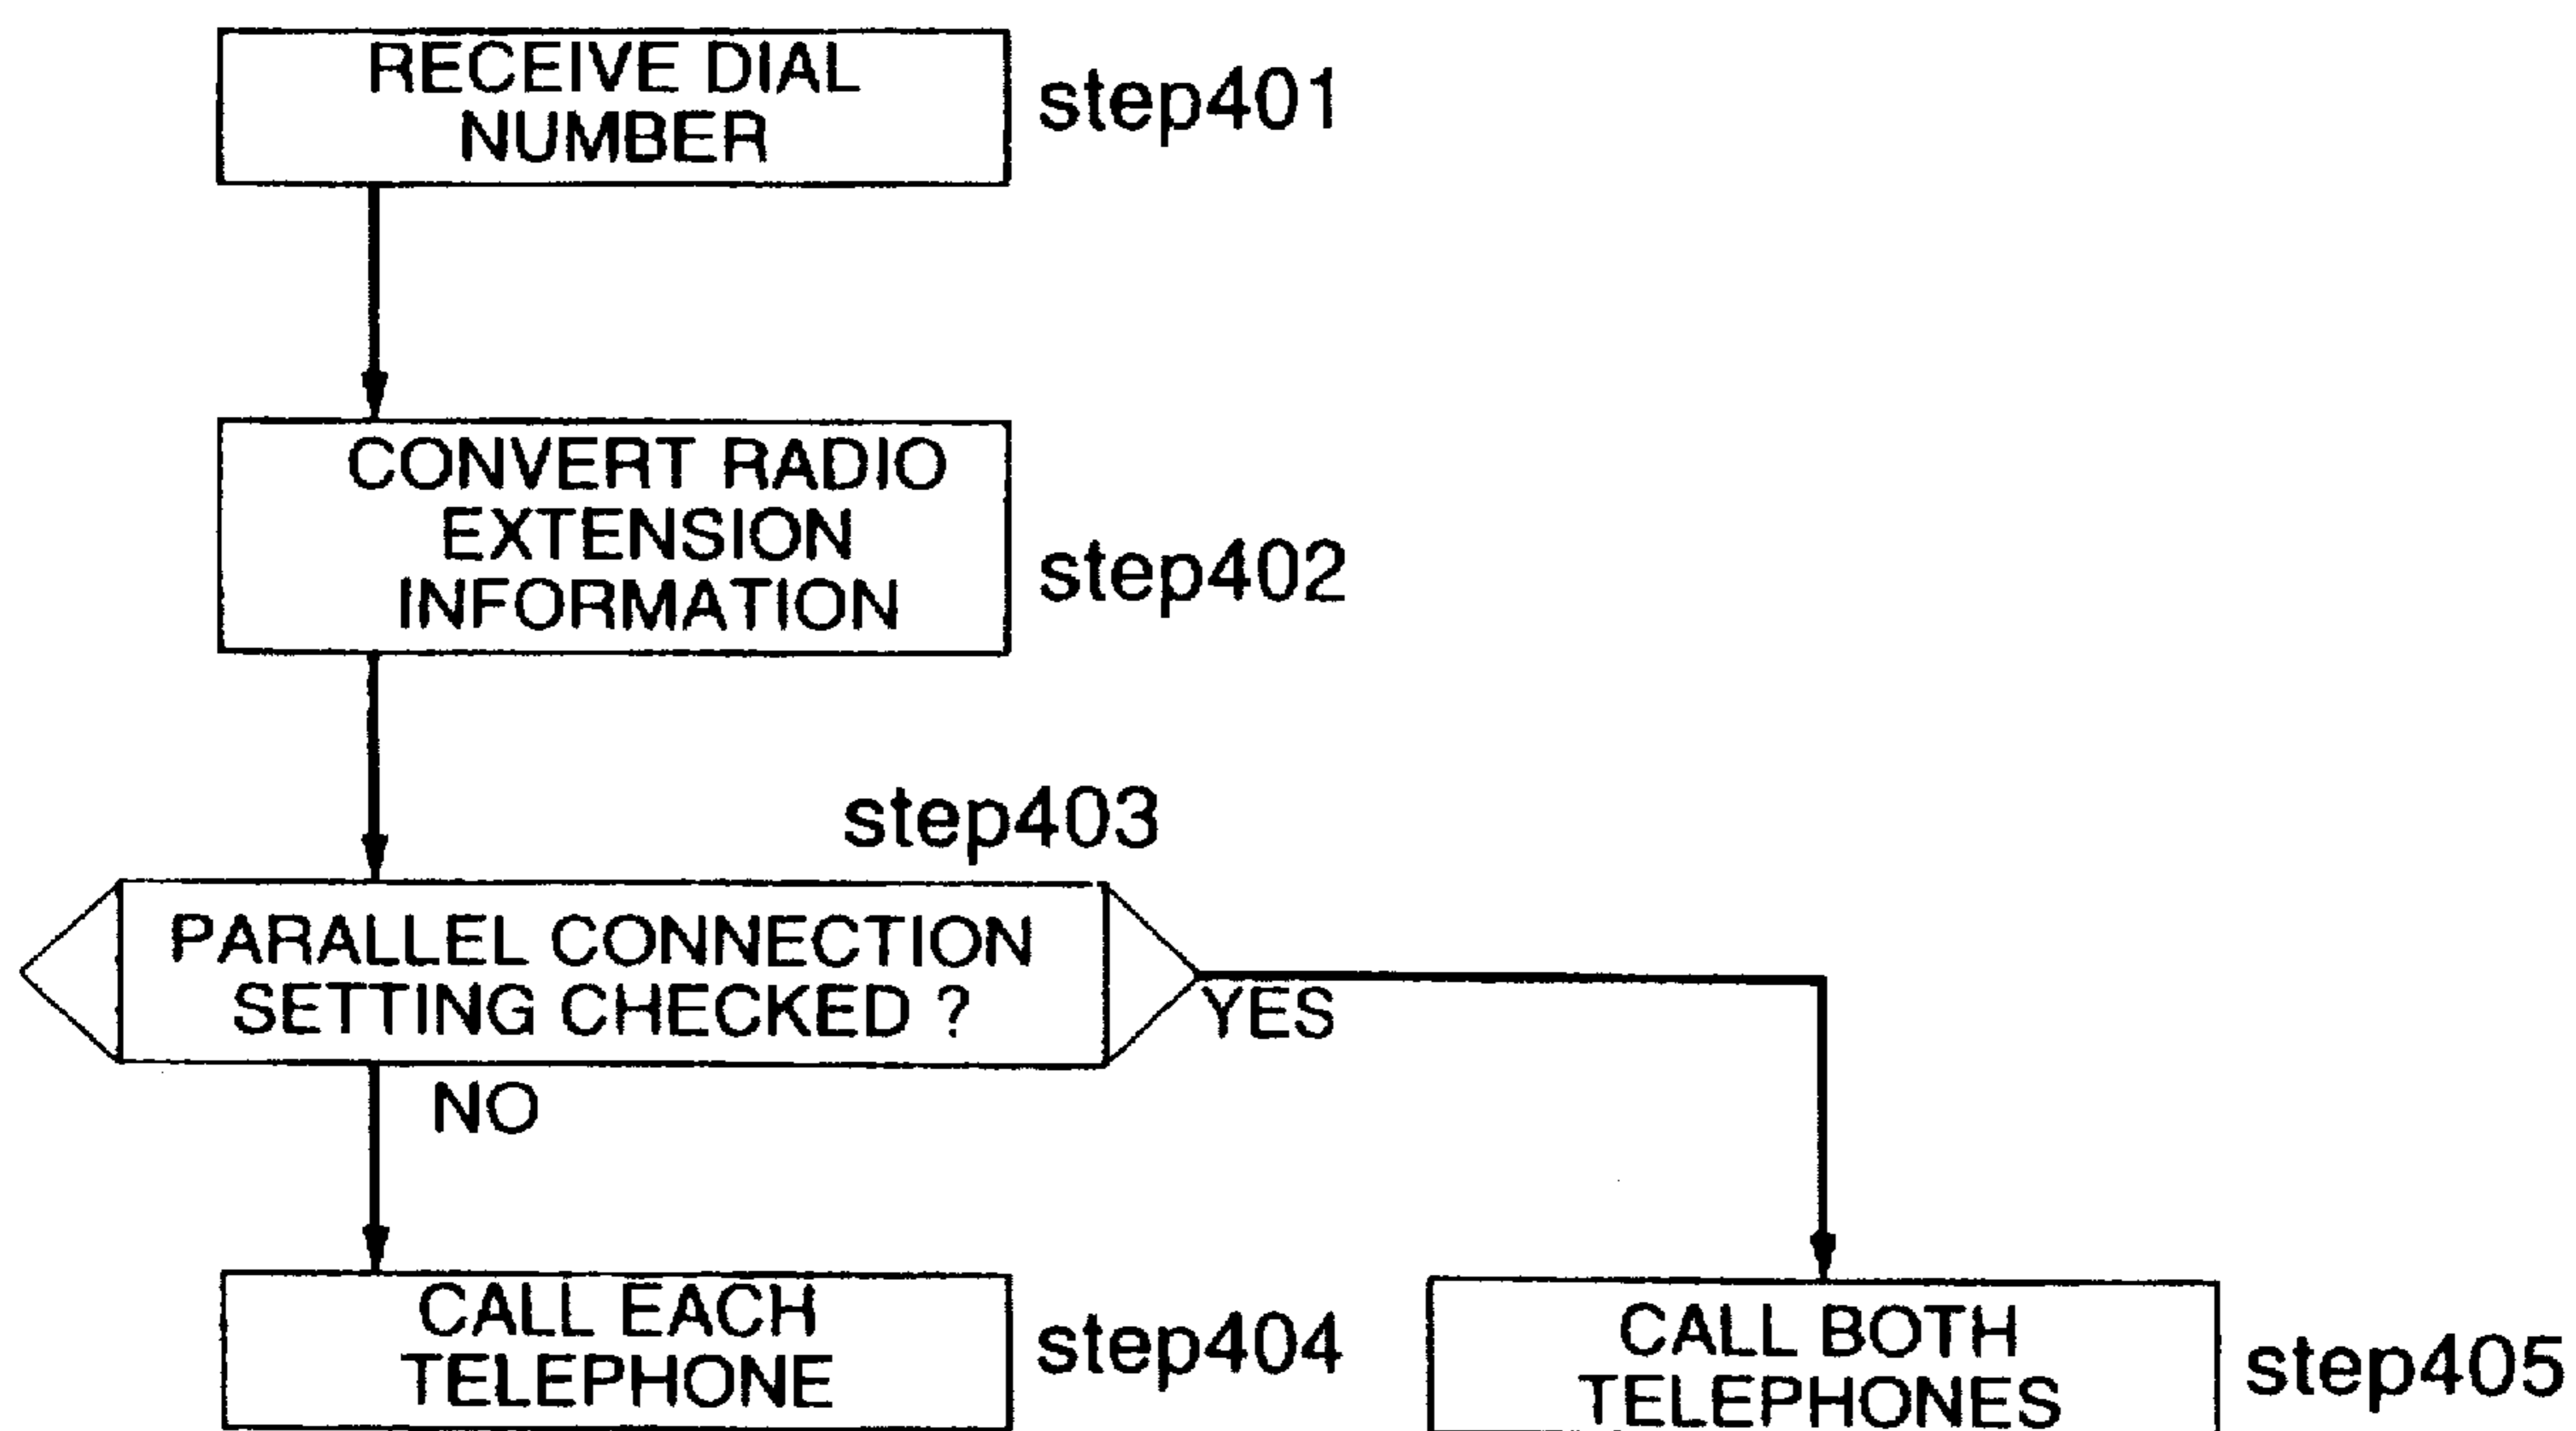 RECEIVE DIAL
NUMBER
step401
CONVERT RADIO
EXTENSION
INFORMATION
step402
step403
PARALLEL CONNECTION
SETTING CHECKED ?
YES
NO
CALL EACH
TELEPHONE
step404
CALL BOTH
TELEPHONES
step405